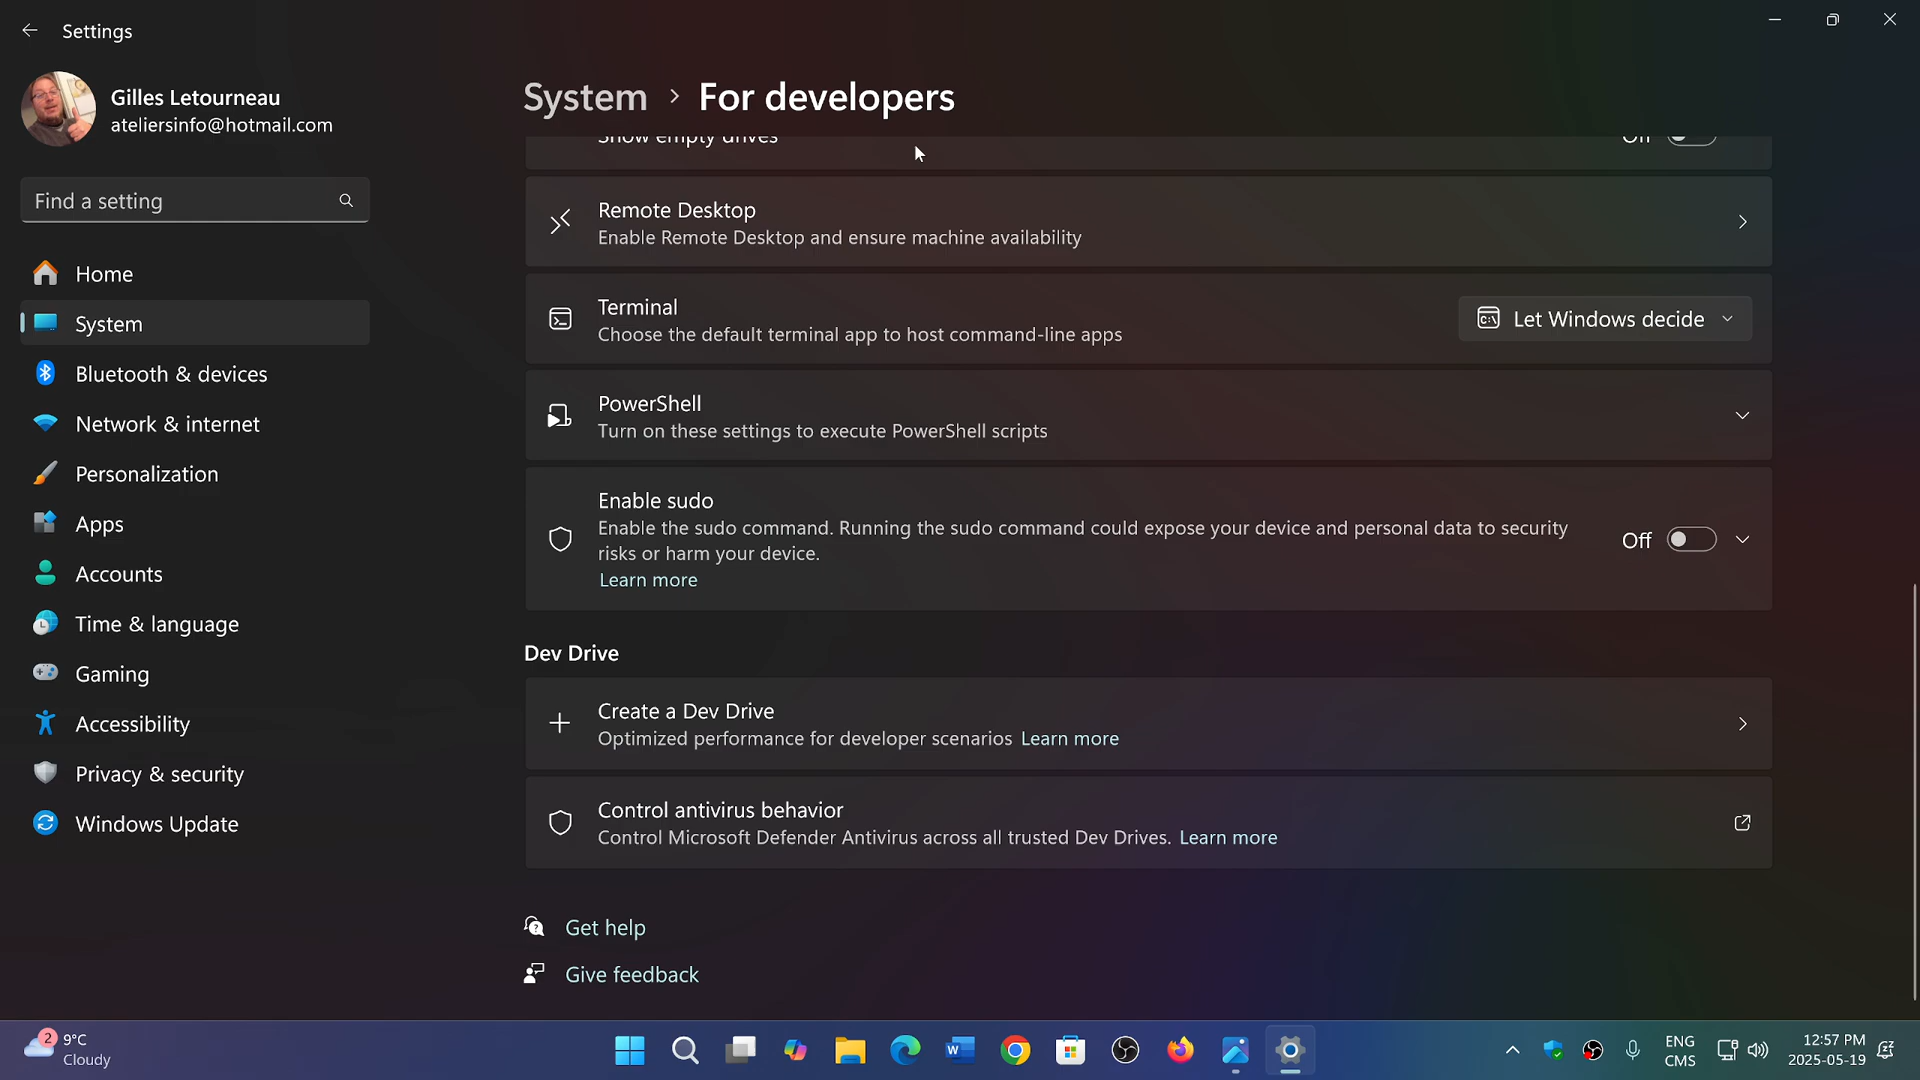 Settings
Gilles Letourneau
ateliersinfo@hotmail.com
Find a setting
Home
System
Bluetooth & devices
Network & internet
Personalization
Apps
Accounts
Time & language
Gaming
Accessibility
Privacy & security
Windows Update
System > For developers
Show empty drives
Off
Remote Desktop
Enable Remote Desktop and ensure machine availability
Terminal
Choose the default terminal app to host command-line apps
Let Windows decide
PowerShell
Turn on these settings to execute PowerShell scripts
Enable sudo
Enable the sudo command. Running the sudo command could expose your device and personal data to security
risks or harm your device.
Learn more
Off
Dev Drive
Create a Dev Drive
Optimized performance for developer scenarios Learn more
Control antivirus behavior
Control Microsoft Defender Antivirus across all trusted Dev Drives. Learn more
Get help
Give feedback
2
9°C
Cloudy
ENG
CMS
12:57 PM
2025-05-19